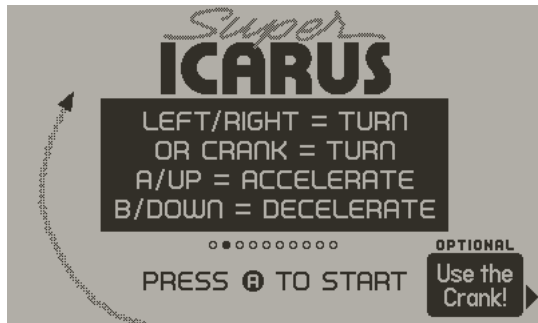 Super
ICARUS
LEFT/RIGHT = TURN
OR CRANK = TURN
A/UP = ACCELERATE
B/DOWN = DECELERATE
PRESS A TO START
OPTIONAL
Use the
Crank!